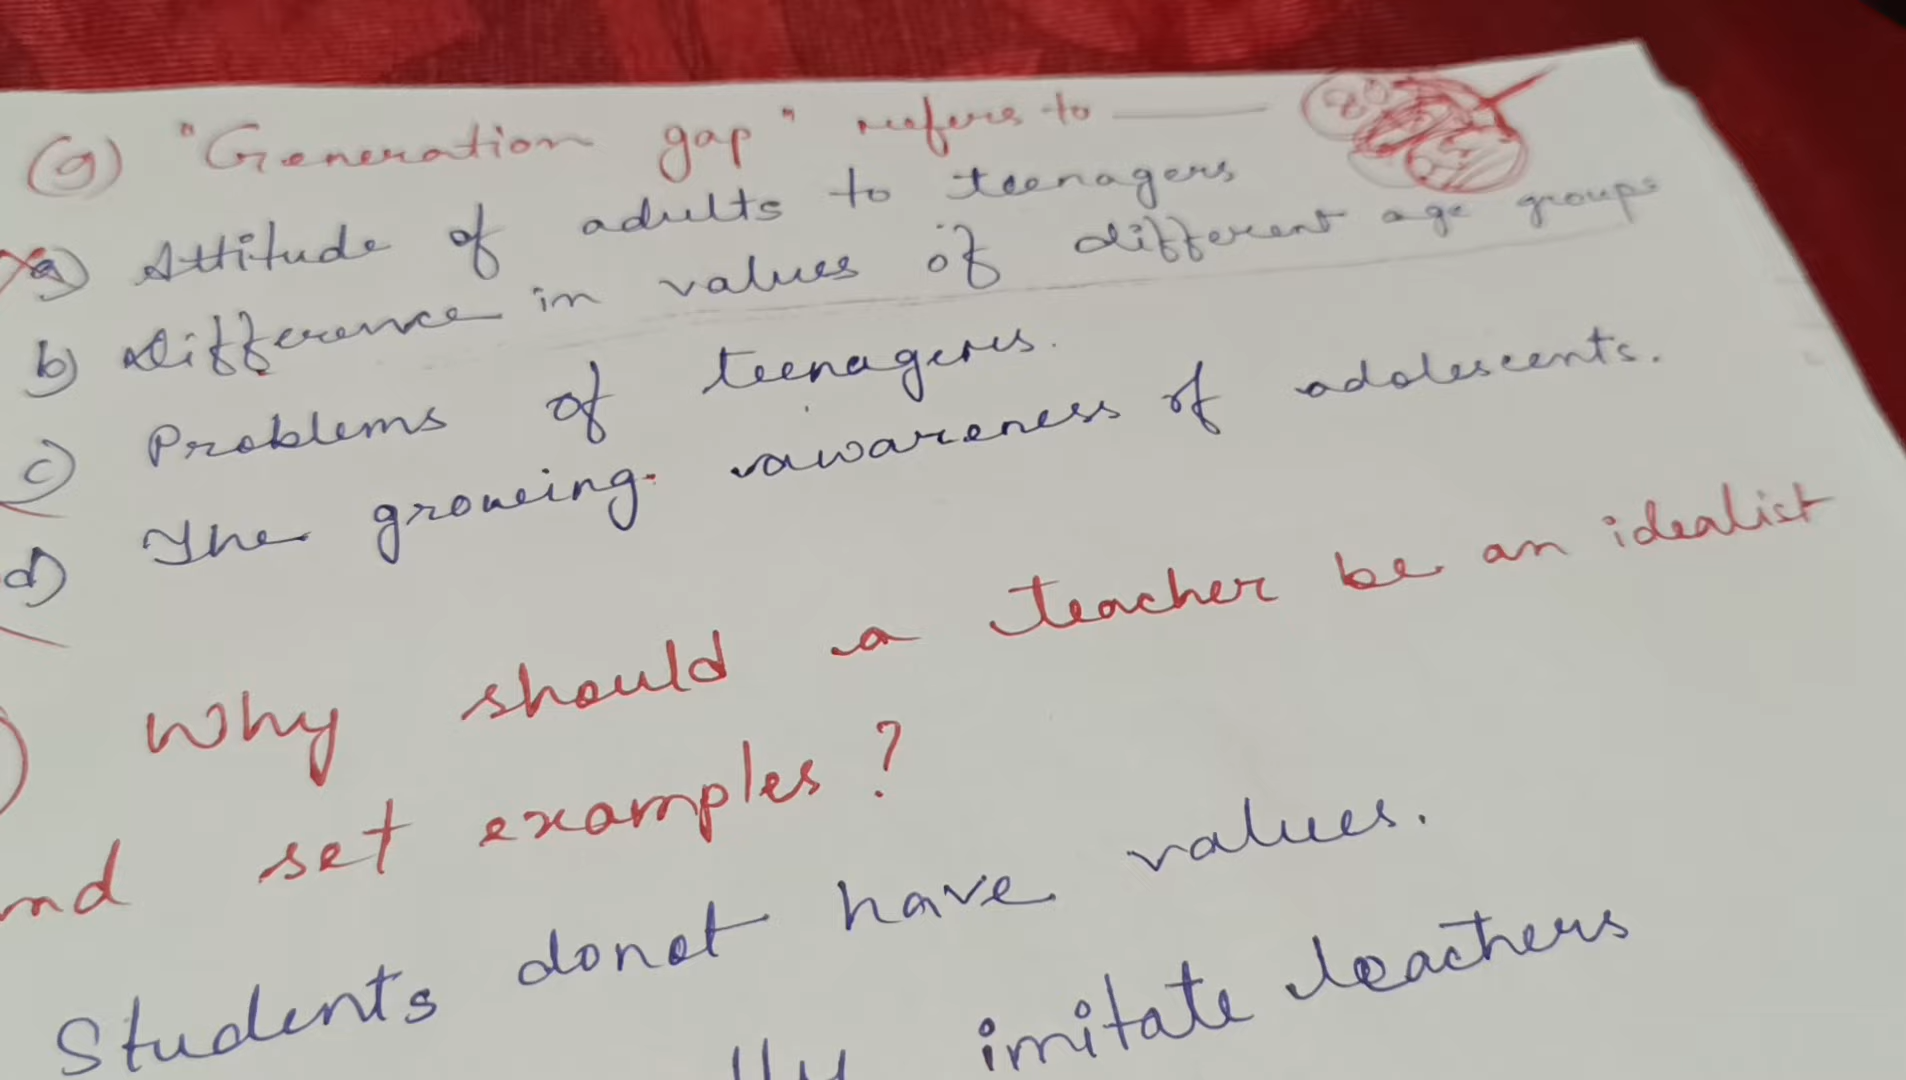 (9) "Generation gap" refers to ———
a) Attitude of adults to teenagers
b) Difference in values of different age groups
c) Problems of teenagers.
d) The growing awareness of adolescents.
Why should a teacher be an idealist
and set examples?
Students donot have values.
imitate teachers